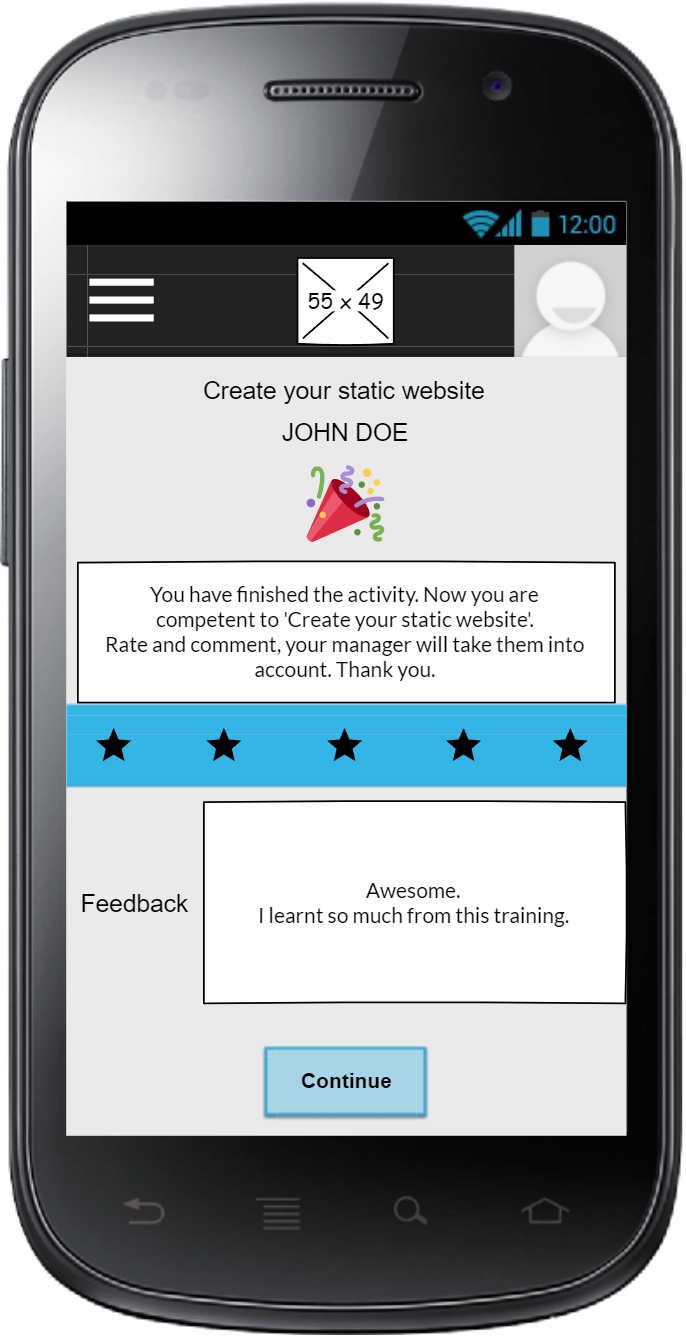 12:00
55 x 49
Create your static website
JOHN DOE
You have finished the activity. Now you are
competent to 'Create your static website'.
Rate and comment, your manager will take them into
account. Thank you.
Feedback
Awesome.
I learnt so much from this training.
Continue